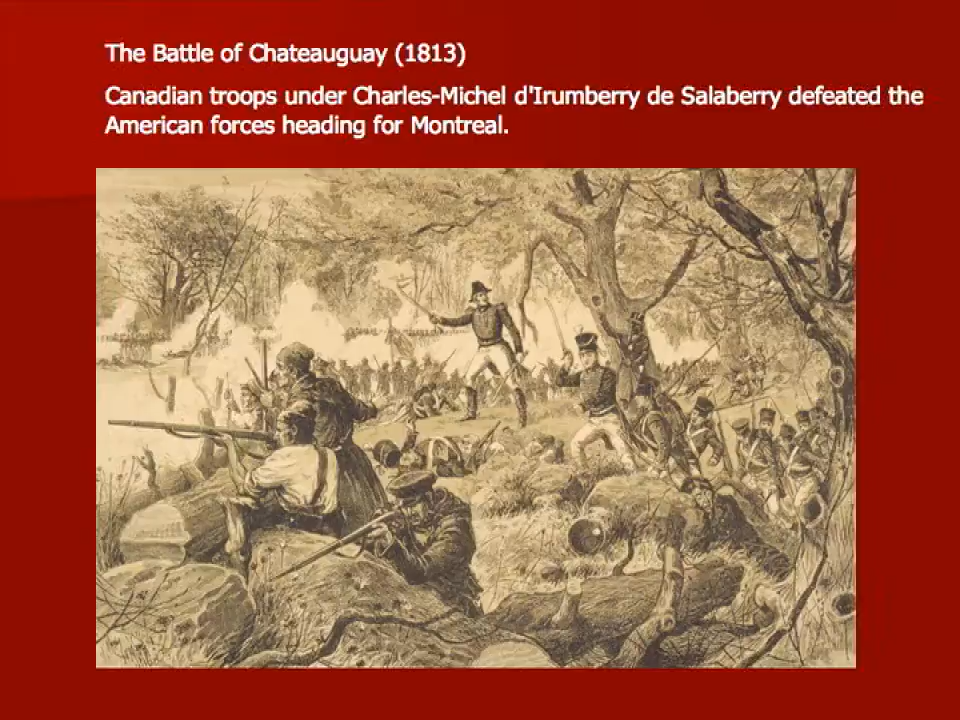 The Battle of Chateauguay (1813)
Canadian troops under Charles-Michel d'Irumberry de Salaberry defeated the
American forces heading for Montreal.